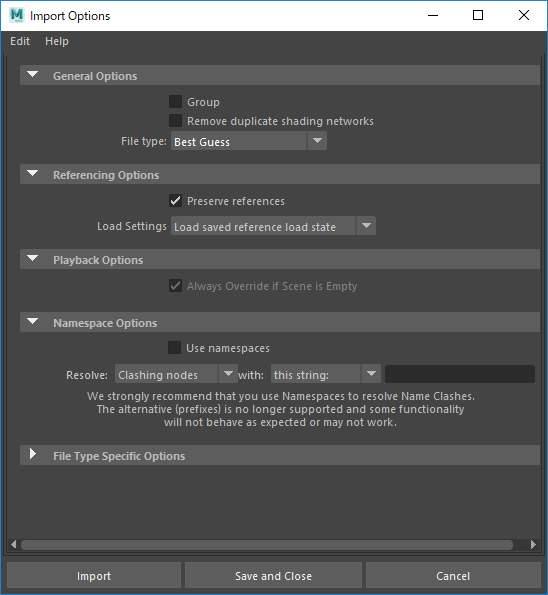 Import Options
Edit Help
General Options
Group
Remove duplicate shading networks
File type: Best Guess
Referencing Options
Preserve references
Load Settings Load saved reference load state
Playback Options
Always Override if Scene is Empty
Namespace Options
Use namespaces
Resolve: Clashing nodes with: this string:
We strongly recommend that you use Namespaces to resolve Name Clashes.
The alternative (prefixes) is no longer supported and some functionality
will not behave as expected or may not work.
File Type Specific Options
Import Save and Close Cancel